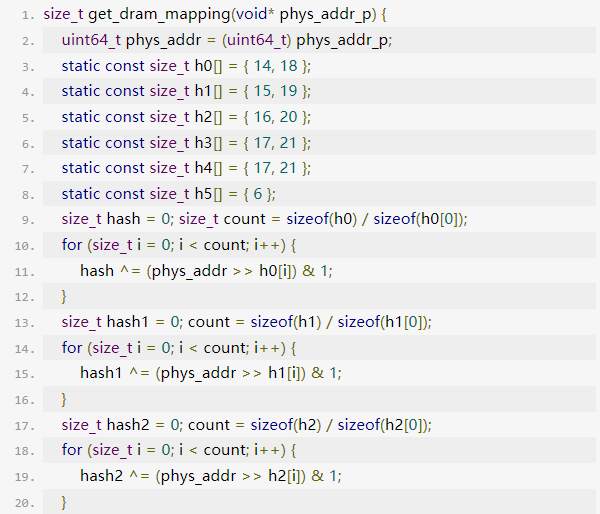 1. size_t get_dram_mapping(void* phys_addr_p) {
2. uint64_t phys_addr = (uint64_t) phys_addr_p;
3. static const size_t h0[] = { 14, 18 };
4. static const size_t h1[] = { 15, 19 };
5. static const size_t h2[] = { 16, 20 };
6. static const size_t h3[] = { 17, 21 };
7. static const size_t h4[] = { 17, 21 };
8. static const size_t h5[] = { 6 };
9. size_t hash = 0; size_t count = sizeof(h0) / sizeof(h0[0]);
10. for (size_t i = 0; i < count; i++) {
11. hash ^= (phys_addr >> h0[i]) & 1;
12. }
13. size_t hash1 = 0; count = sizeof(h1) / sizeof(h1[0]);
14. for (size_t i = 0; i < count; i++) {
15. hash1 ^= (phys_addr >> h1[i]) & 1;
16. }
17. size_t hash2 = 0; count = sizeof(h2) / sizeof(h2[0]);
18. for (size_t i = 0; i < count; i++) {
19. hash2 ^= (phys_addr >> h2[i]) & 1;
20. }